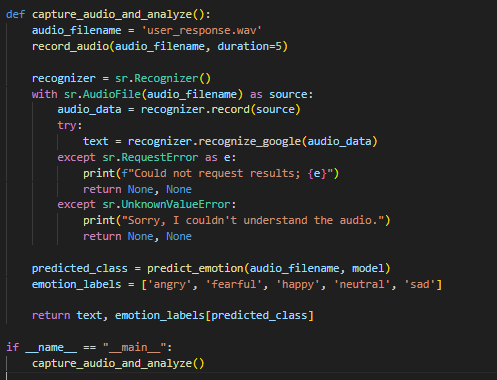 def capture_audio_and_analyze():
    audio_filename = 'user_response.wav'
    record_audio(audio_filename, duration=5)

    recognizer = sr.Recognizer()
    with sr.AudioFile(audio_filename) as source:
        audio_data = recognizer.record(source)
        try:
            text = recognizer.recognize_google(audio_data)
        except sr.RequestError as e:
            print(f"Could not request results; {e}")
            return None, None
        except sr.UnknownValueError:
            print("Sorry, I couldn't understand the audio.")
            return None, None

    predicted_class = predict_emotion(audio_filename, model)
    emotion_labels = ['angry', 'fearful', 'happy', 'neutral', 'sad']

    return text, emotion_labels[predicted_class]

if __name__ == "__main__":
    capture_audio_and_analyze()